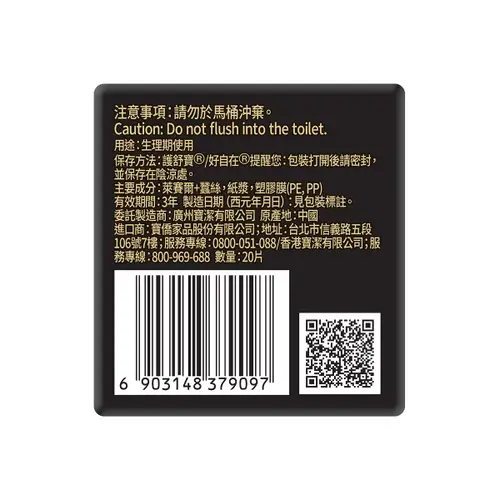 注意事項：請勿於馬桶沖棄。
Caution: Do not flush into the toilet.
用途：生理期使用
保存方法：護舒寶®/好自在®提醒您：包裝打開後請密封，
並保存在陰涼處。
主要成分：萊賽爾+蠶絲，紙漿，塑膠膜(PE, PP)
有效期間：3年 製造日期（西元年月日）：見包裝標註。
委託製造商：廣州寶潔有限公司 原產地：中國
進口商：寶僑家品股份有限公司；地址：台北市信義路五段
106號7樓；服務專線：0800-051-088/香港寶潔有限公司；服
務專線：800-969-688 數量：20片
6 903148 379097